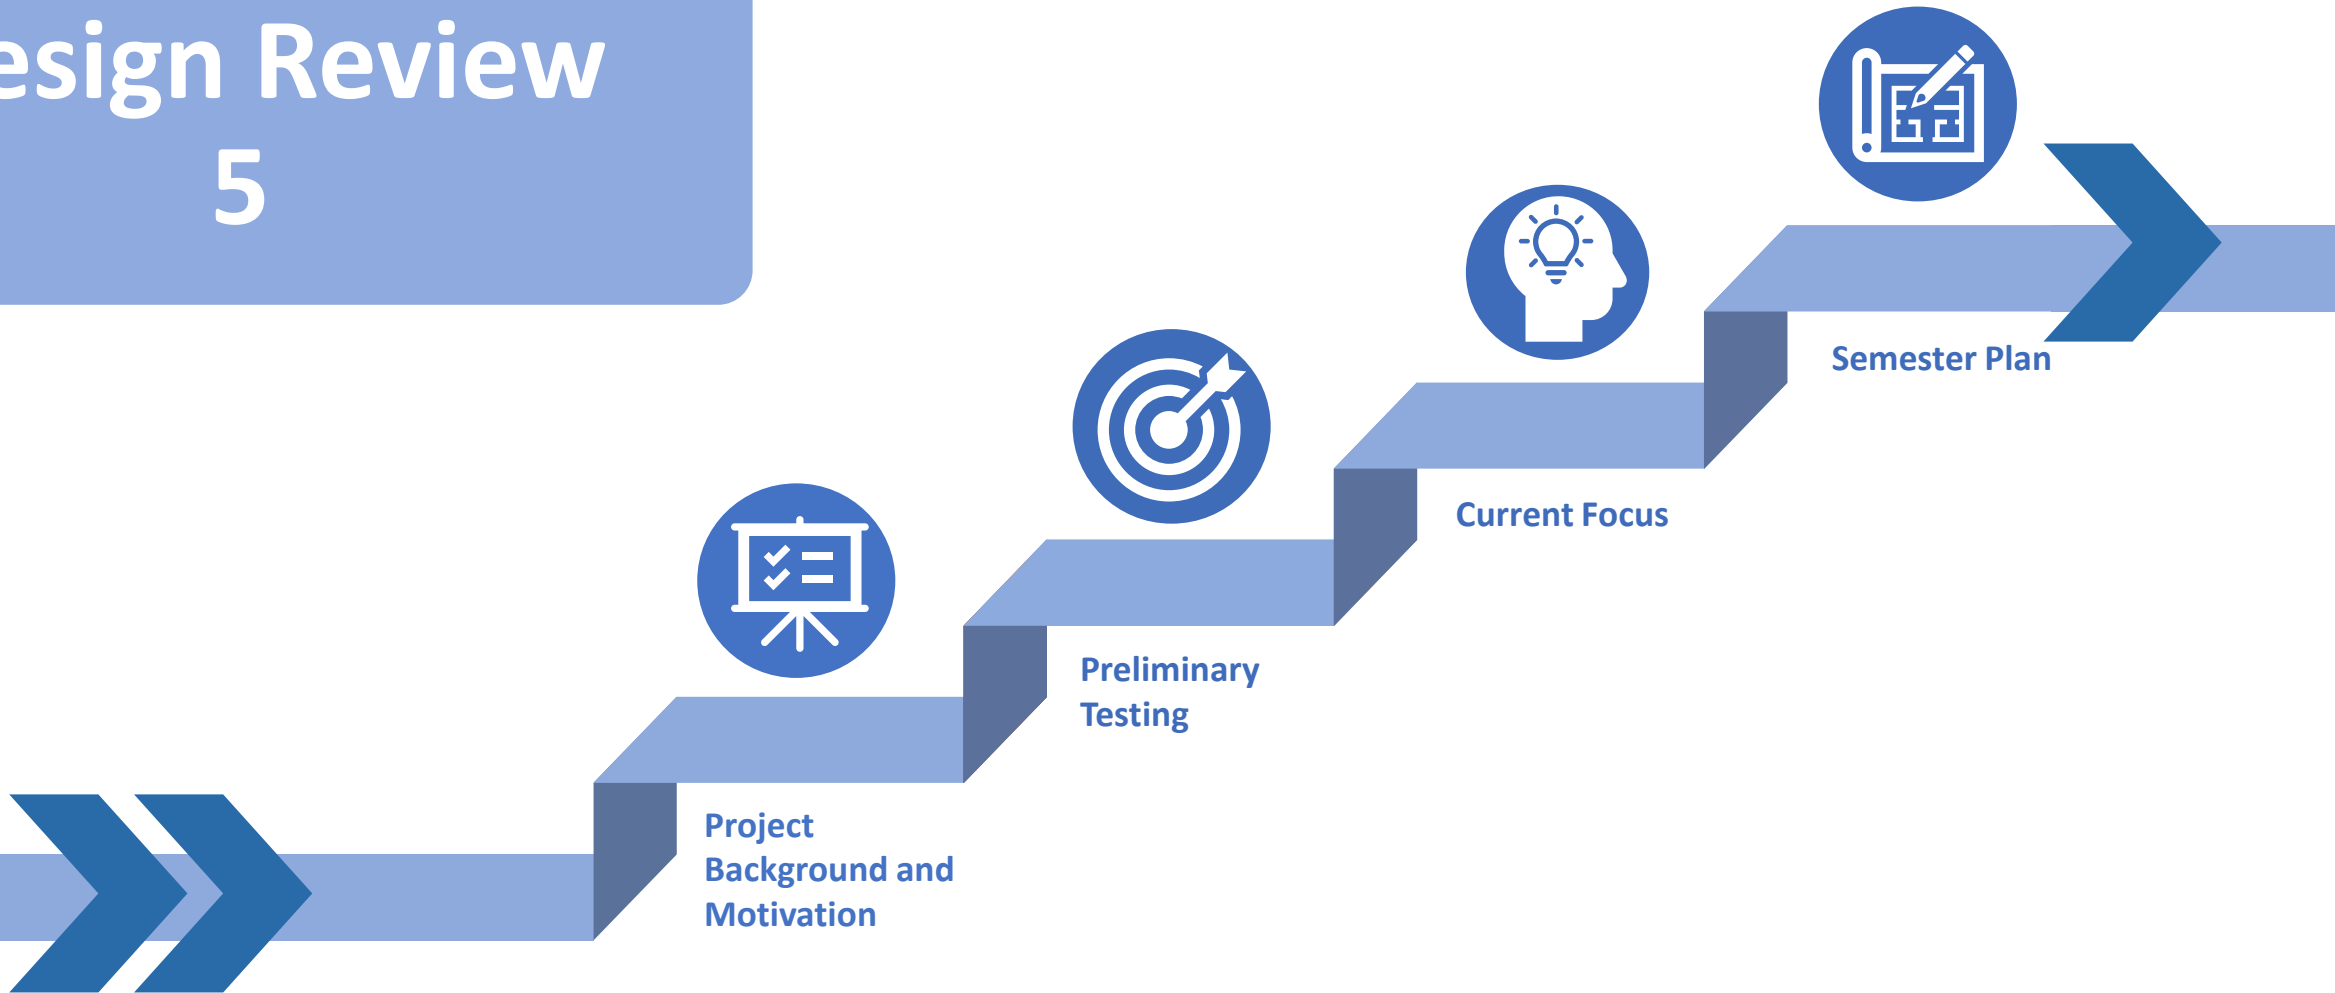 esign Review
5
Semester Plan
Current Focus
Preliminary
Testing
Project
Background and
Motivation